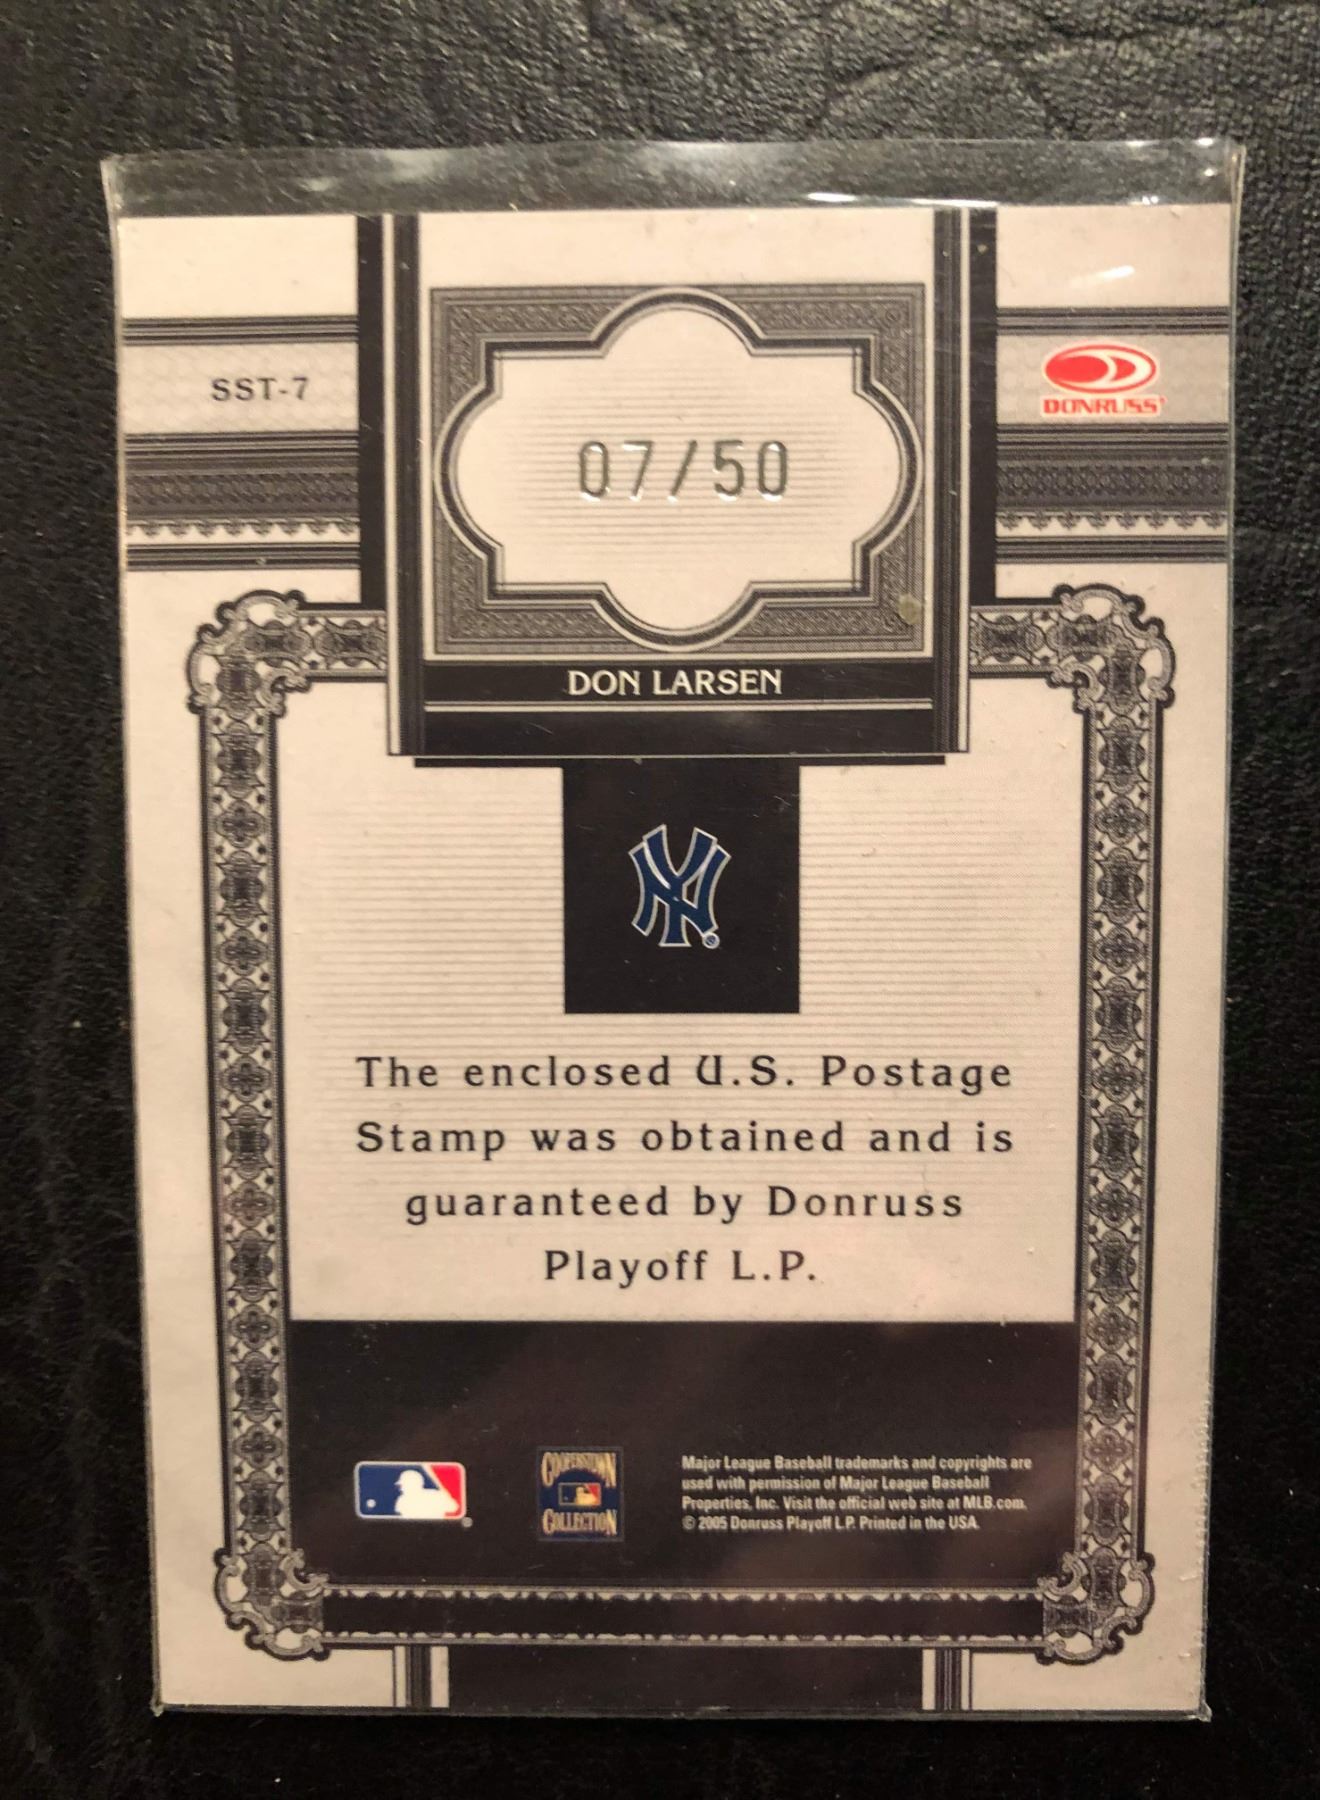 SST-7
DONRUSS
07/50
DON LARSEN
NY
The enclosed U.S. Postage
Stamp was obtained and is
guaranteed by Donruss
Playoff L.P.
COOPERSTOWN
COLLECTION
Major League Baseball trademarks and copyrights are
used with permission of Major League Baseball
Properties, Inc. Visit the official web site at MLB.com.
© 2005 Donruss Playoff L.P. Printed in the USA.